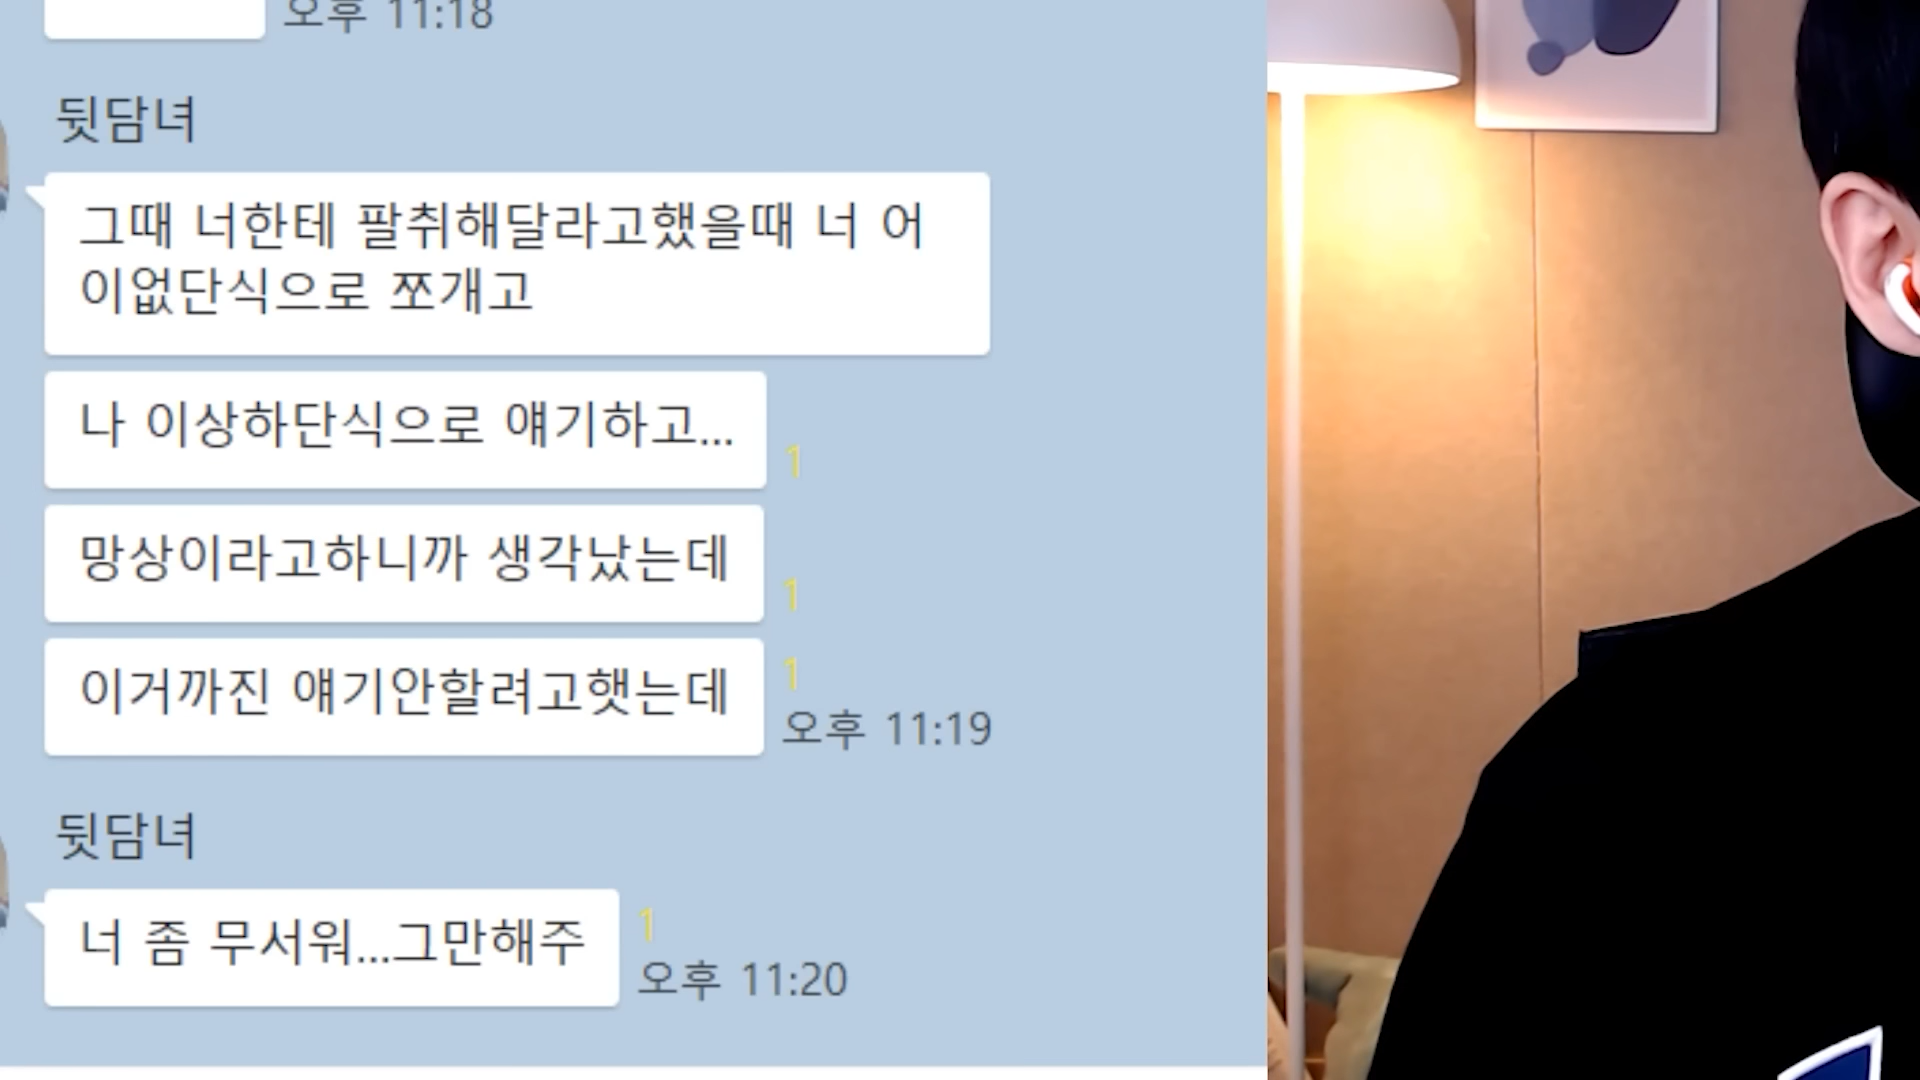 오후 11:18
뒷담녀
그때 너한테 팔취해달라고했을때 너 어
이없단식으로 쪼개고
나 이상하단식으로 얘기하고...
1
망상이라고하니까 생각났는데
1
이거까진 얘기안할려고햇는데
1
오후 11:19
뒷담녀
너 좀 무서워...그만해주
1
오후 11:20